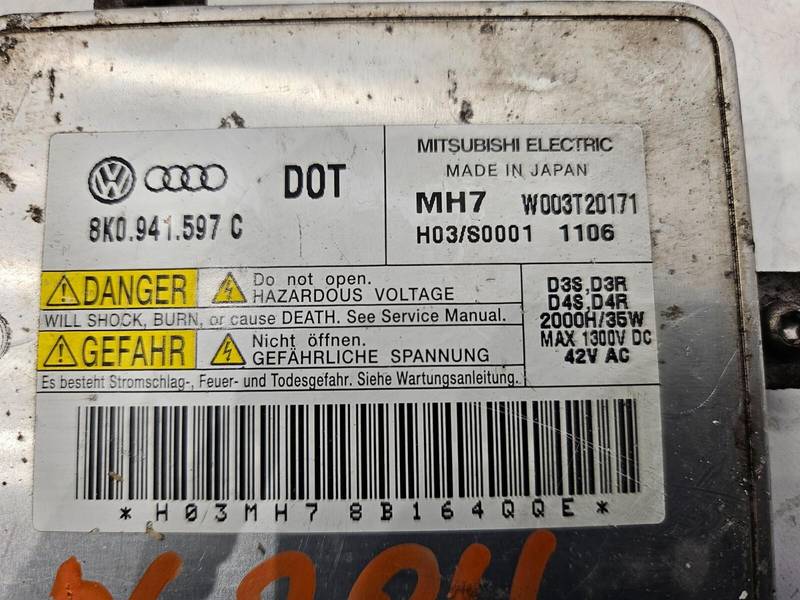 DOT
8K0.941.597 C
MITSUBISHI ELECTRIC
MADE IN JAPAN
MH7 W003T20171
H03/S0001 1106
DANGER
Do not open.
HAZARDOUS VOLTAGE
WILL SHOCK, BURN, or cause DEATH. See Service Manual.
GEFAHR
Nicht öffnen.
GEFÄHRLICHE SPANNUNG
Es besteht Stromschlag-, Feuer- und Todesgefahr. Siehe Wartungsanleitung.
D3S,D3R
D4S,D4R
2000H/35W
MAX 1300V DC
42V AC
*H03MH78B164QQE*